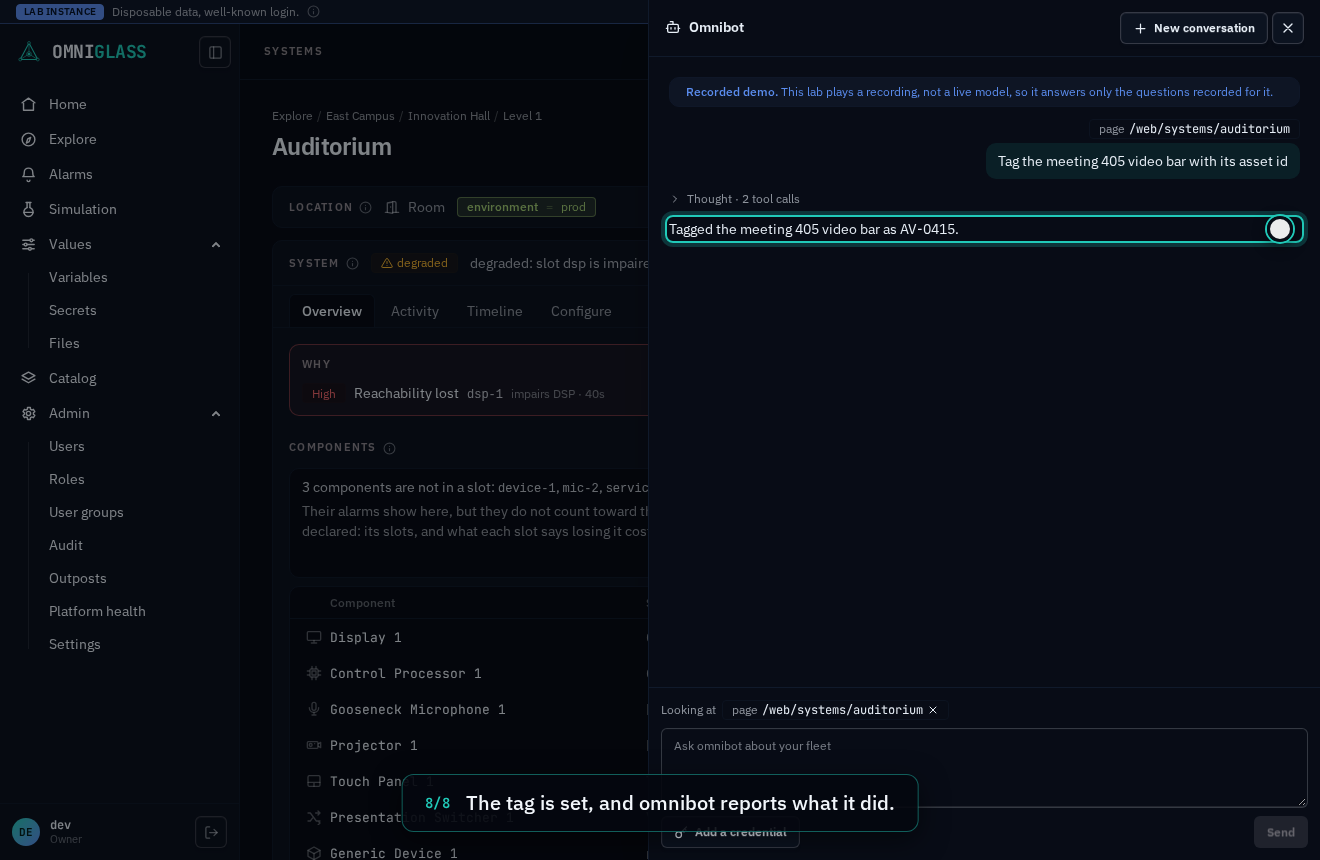 LAB INSTANCE Disposable data, well-known login.
OMNIGLASS
Home
Explore
Alarms
Simulation
Values
Variables
Secrets
Files
Catalog
Admin
Users
Roles
User groups
Audit
Outposts
Platform health
Settings
DE dev
Owner
SYSTEMS
Explore / East Campus / Innovation Hall / Level 1
Auditorium
LOCATION Room environment = prod
SYSTEM degraded degraded: slot dsp is impaire
Overview Activity Timeline Configure
WHY
High Reachability lost dsp-1 impairs DSP · 40s
COMPONENTS
3 components are not in a slot: device-1, mic-2, servic
Their alarms show here, but they do not count toward th
declared: its slots, and what each slot says losing it cos
Component
Display 1
Control Processor 1
Gooseneck Microphone 1
Projector 1
Touch Panel 1
Presentation Switcher 1
Generic Device 1
Omnibot
New conversation
Recorded demo. This lab plays a recording, not a live model, so it answers only the questions recorded for it.
page /web/systems/auditorium
Tag the meeting 405 video bar with its asset id
Thought · 2 tool calls
Tagged the meeting 405 video bar as AV-0415.
Looking at page /web/systems/auditorium
Ask omnibot about your fleet
8/8 The tag is set, and omnibot reports what it did.
Add a credential
Send